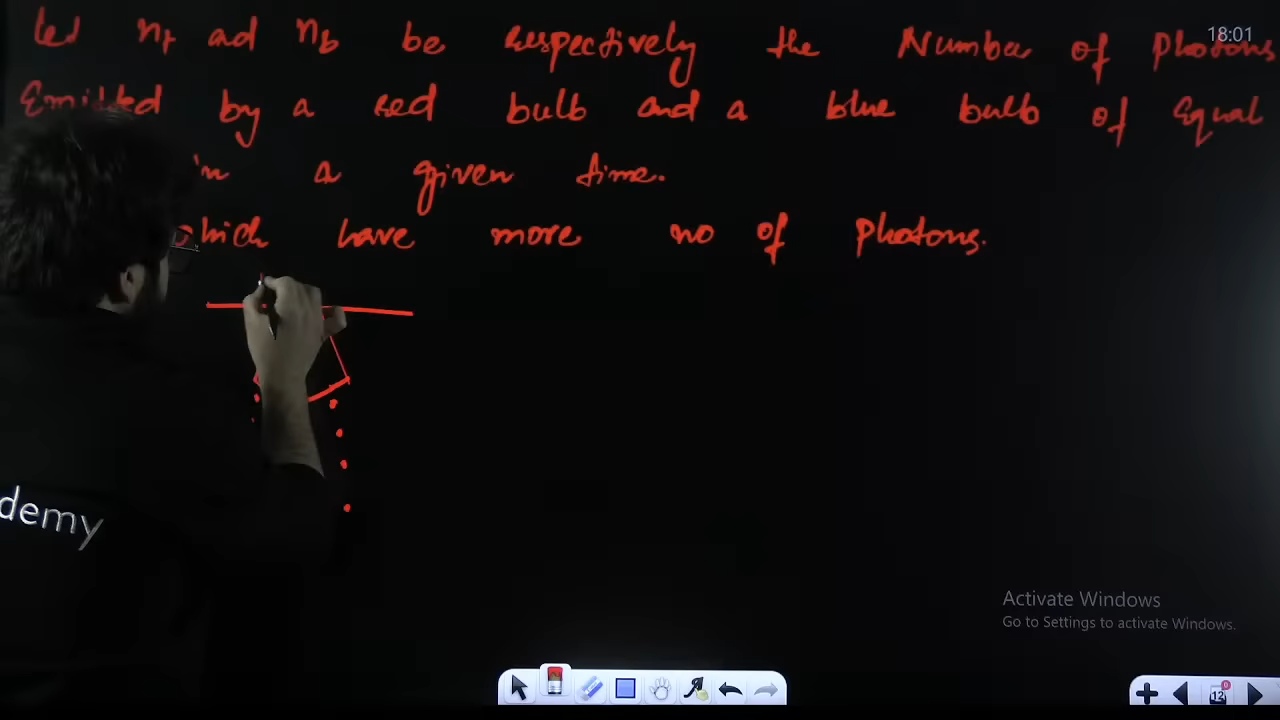 Let nr ad nb be respectively the Number of Photons
18:01
Emitted by a red bulb and a blue bulb of Equal
in a given time.
which have more no of photons.
demy
Activate Windows
Go to Settings to activate Windows.
12